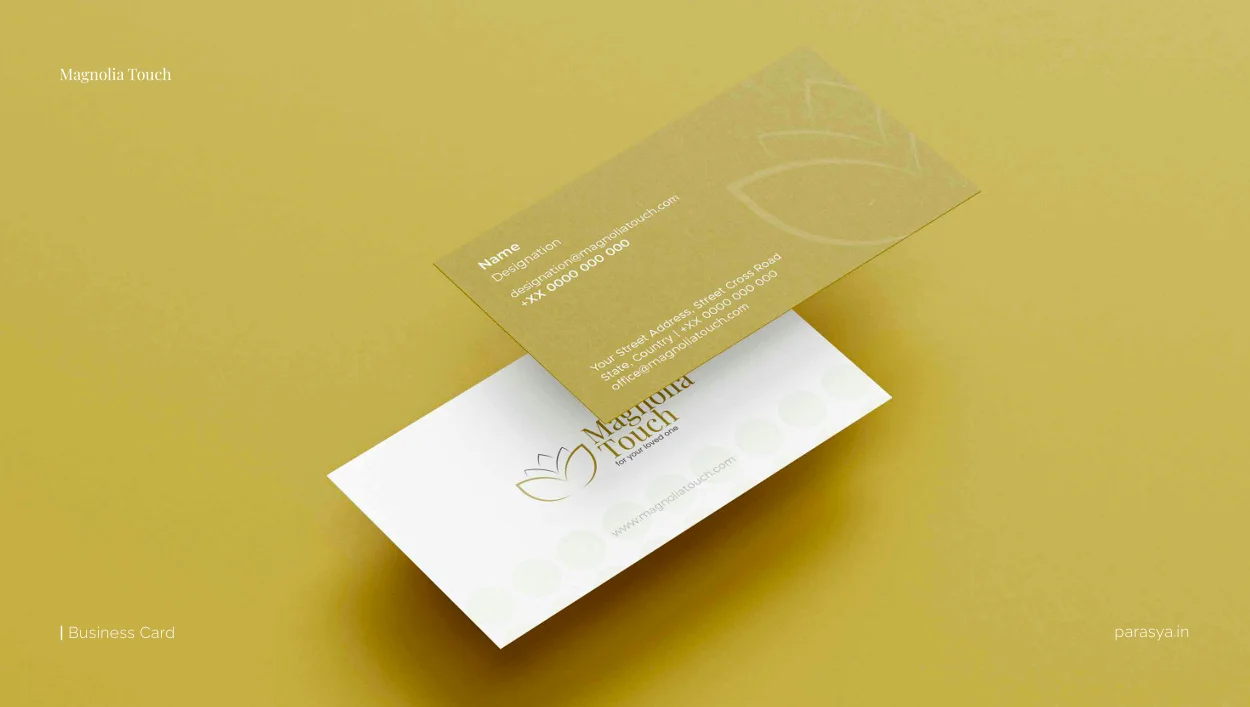 Magnolia Touch
Name
Designation
designation@magnoliatouch.com
+XX 0000 000 000
Your Street Address, Street Cross Road
State, Country | +XX 0000 000 000
office@magnoliatouch.com
Magnolia
Touch
for your loved one
www.magnoliatouch.com
| Business Card
parasya.in